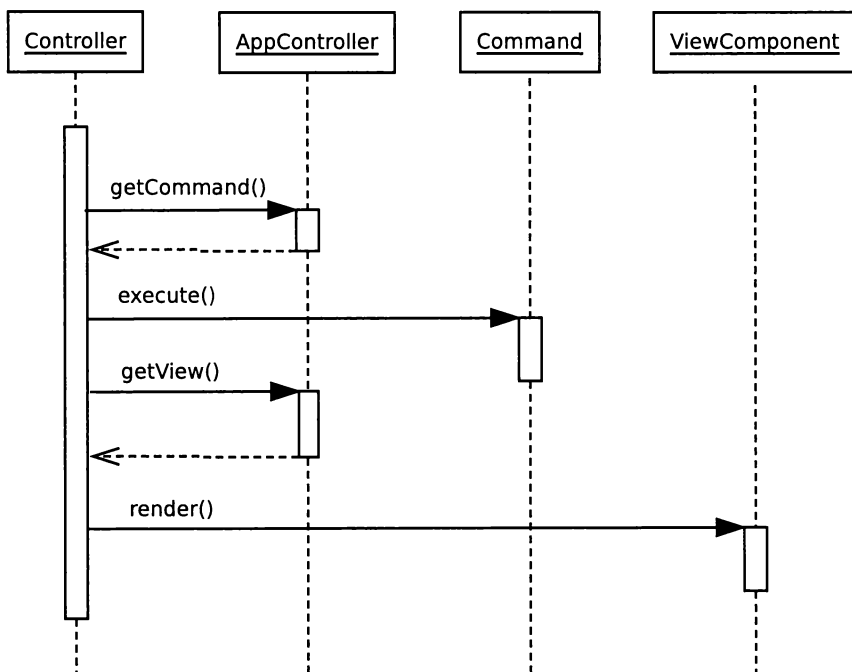 Controller
AppController
Command
ViewComponent
getCommand()
execute()
getView()
render()